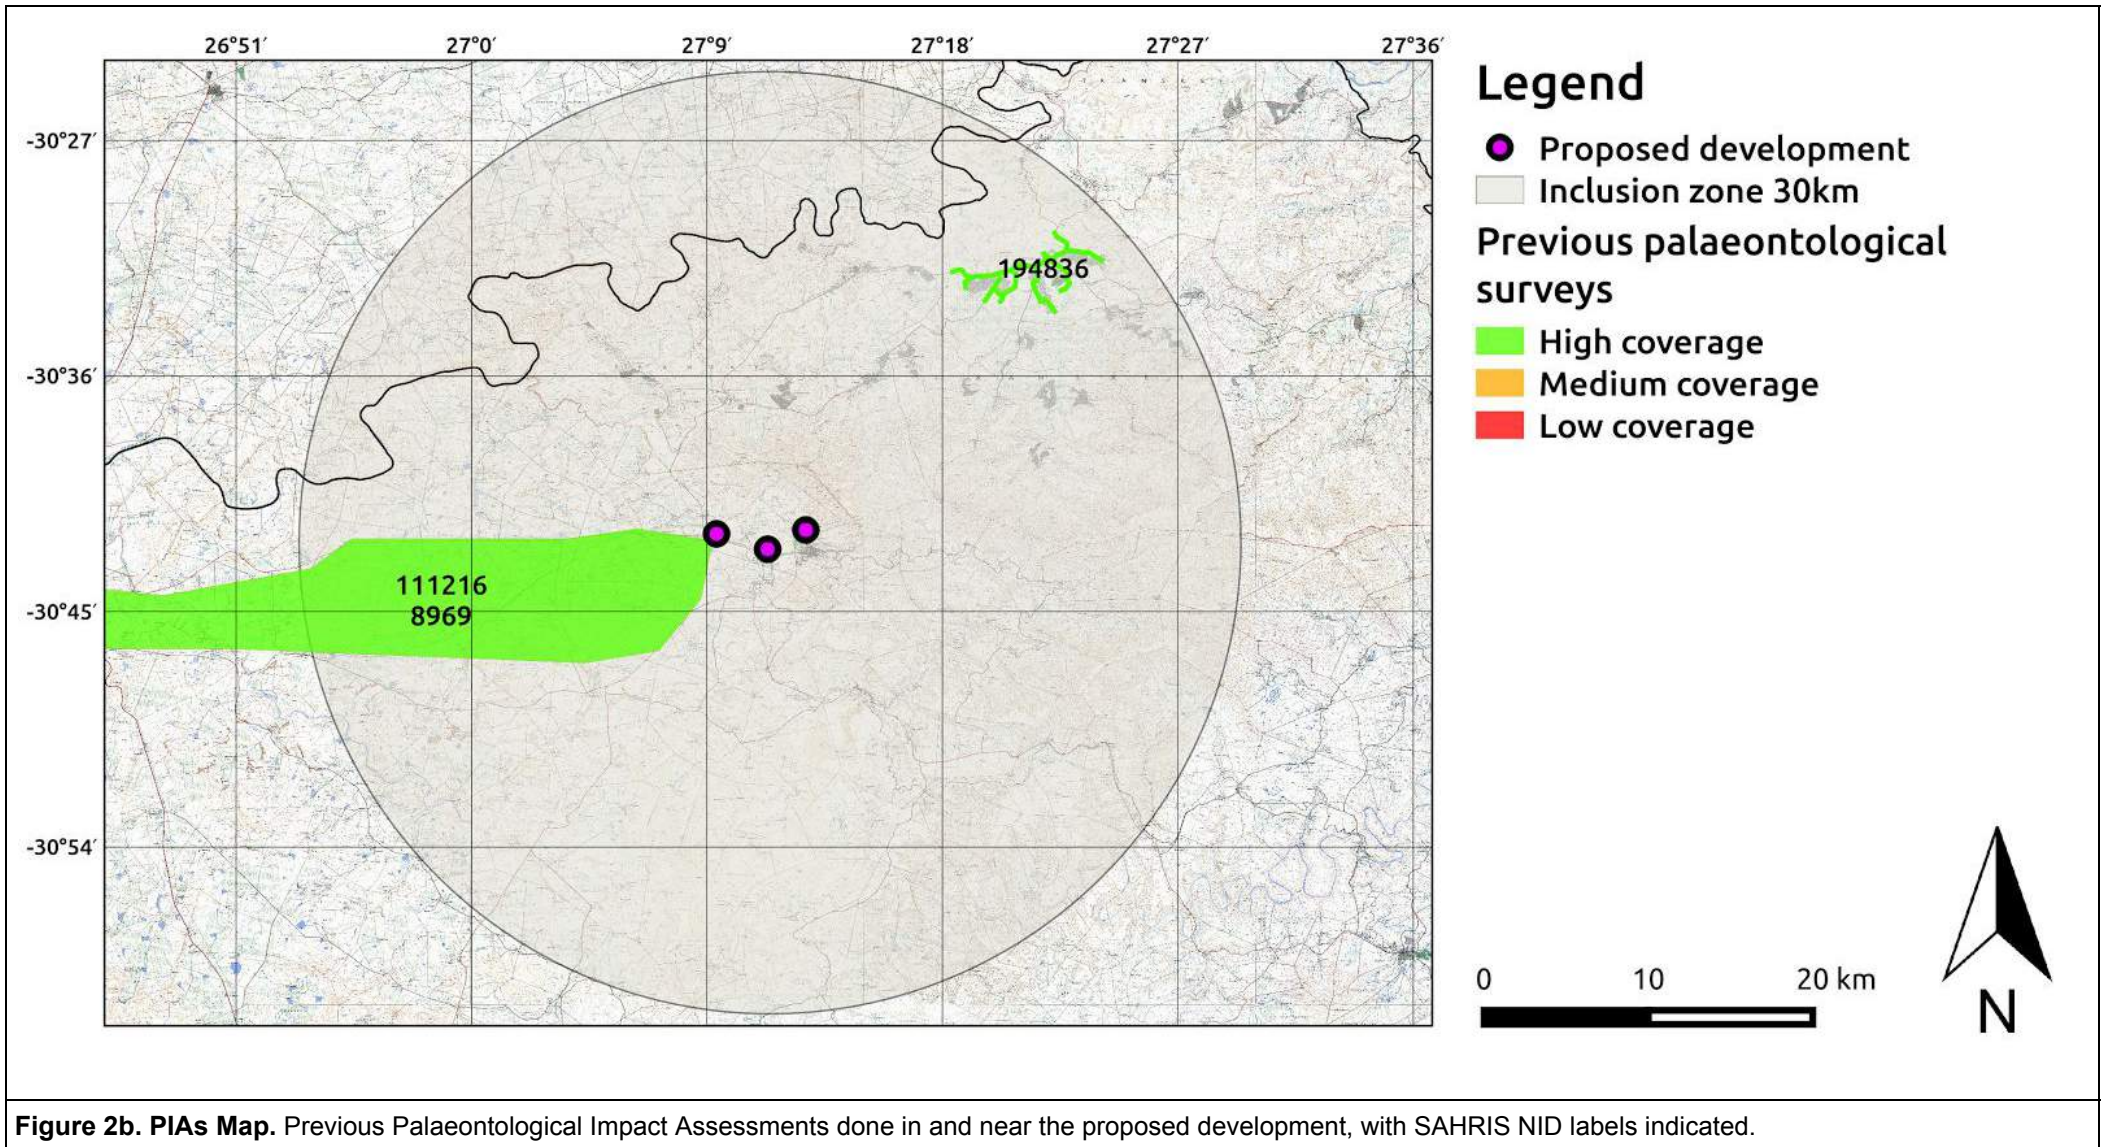 26°51′ 27°0′ 27°9′ 27°18′ 27°27′ 27°36′
-30°27′
-30°36′
-30°45′
-30°54′
194836
111216
8969
Legend
Proposed development
Inclusion zone 30km
Previous palaeontological
surveys
High coverage
Medium coverage
Low coverage
0 10 20 km
N
Figure 2b. PIAs Map. Previous Palaeontological Impact Assessments done in and near the proposed development, with SAHRIS NID labels indicated.